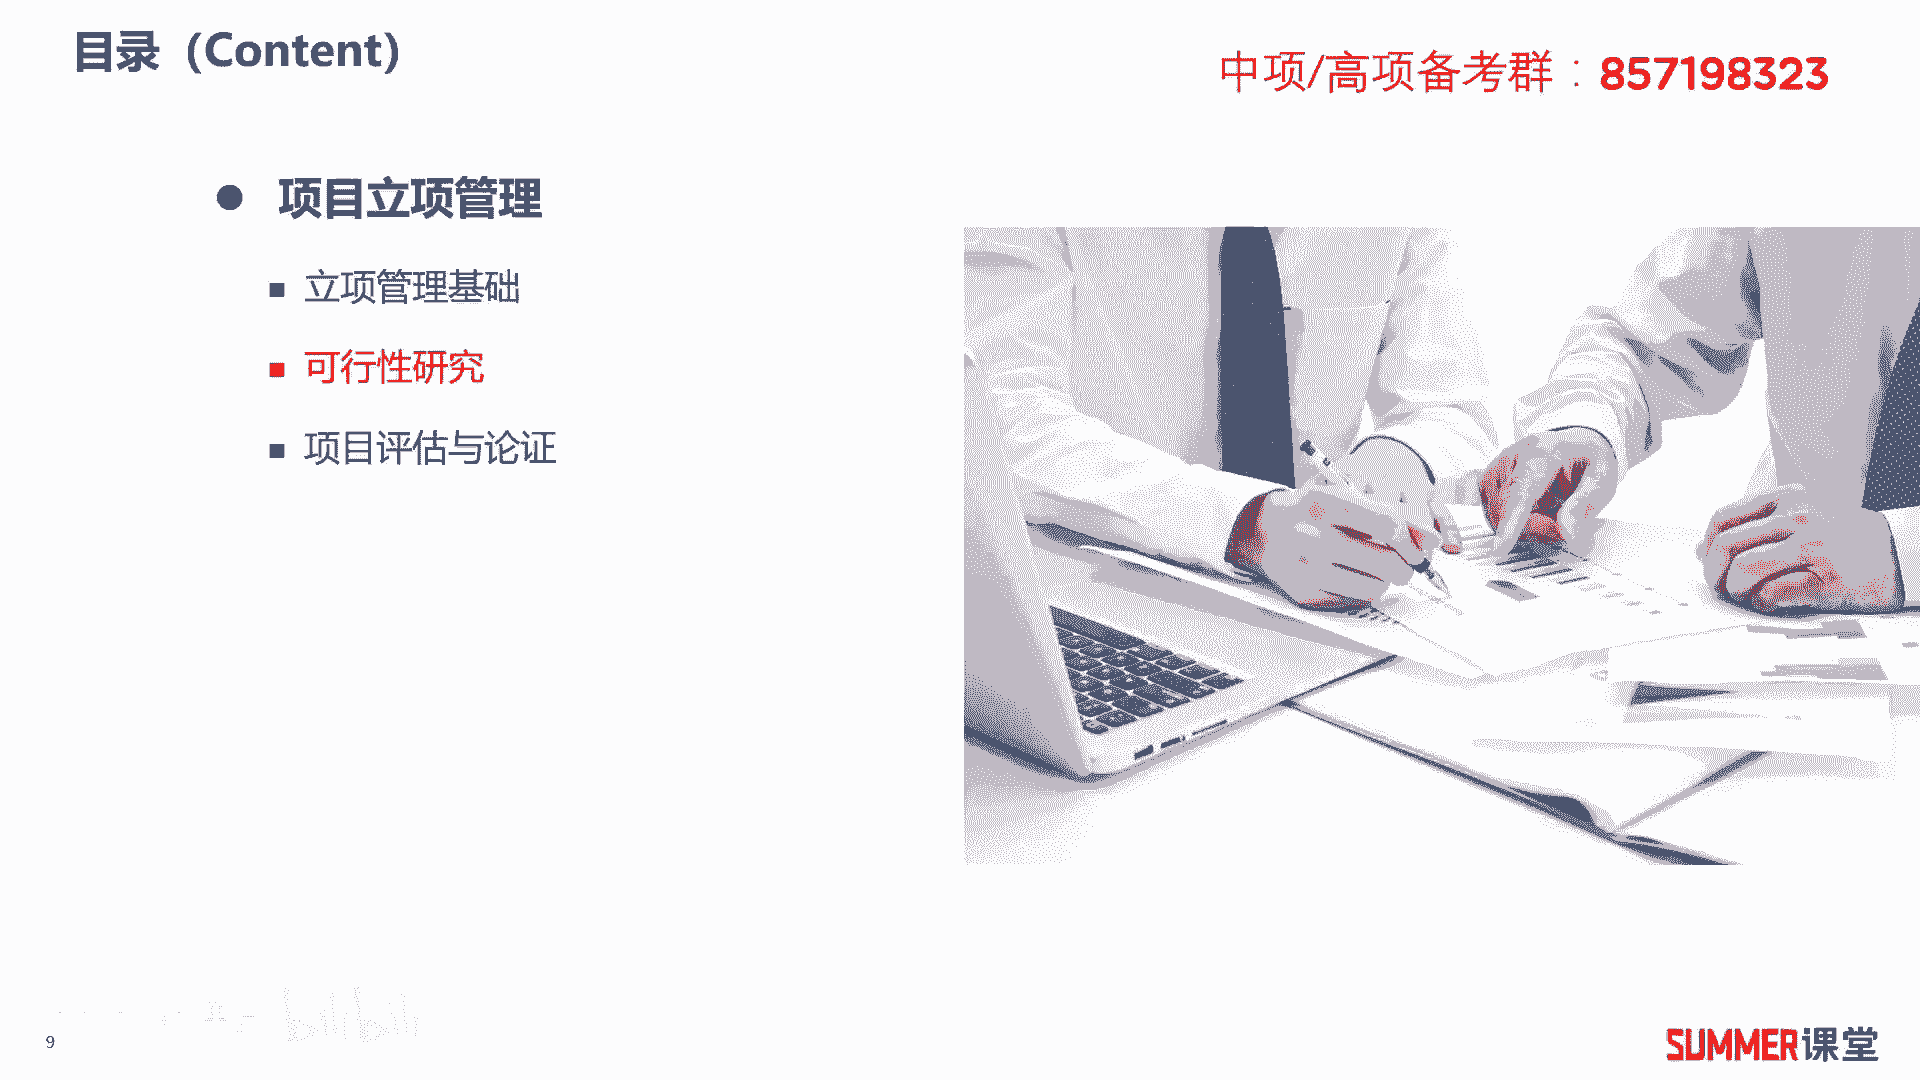 目录（Content）
中项/高项备考群：857198323
项目立项管理
立项管理基础
可行性研究
项目评估与论证
bilibili
9
SUMMER课堂